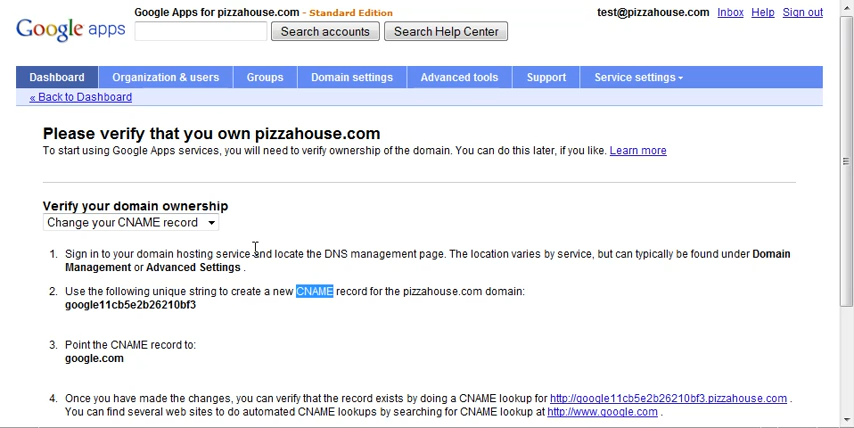 Google Apps for pizzahouse.com - Standard Edition
test@pizzahouse.com Inbox Help Sign out
Google apps
Search accounts Search Help Center
Dashboard Organization & users Groups Domain settings Advanced tools Support Service settings
« Back to Dashboard
Please verify that you own pizzahouse.com
To start using Google Apps services, you will need to verify ownership of the domain. You can do this later, if you like. Learn more
Verify your domain ownership
Change your CNAME record
1. Sign in to your domain hosting service and locate the DNS management page. The location varies by service, but can typically be found under Domain
Management or Advanced Settings .
2. Use the following unique string to create a new CNAME record for the pizzahouse.com domain:
google11cb5e2b26210bf3
3. Point the CNAME record to:
google.com
4. Once you have made the changes, you can verify that the record exists by doing a CNAME lookup for http://google11cb5e2b26210bf3.pizzahouse.com .
You can find several web sites to do automated CNAME lookups by searching for CNAME lookup at http://www.google.com .